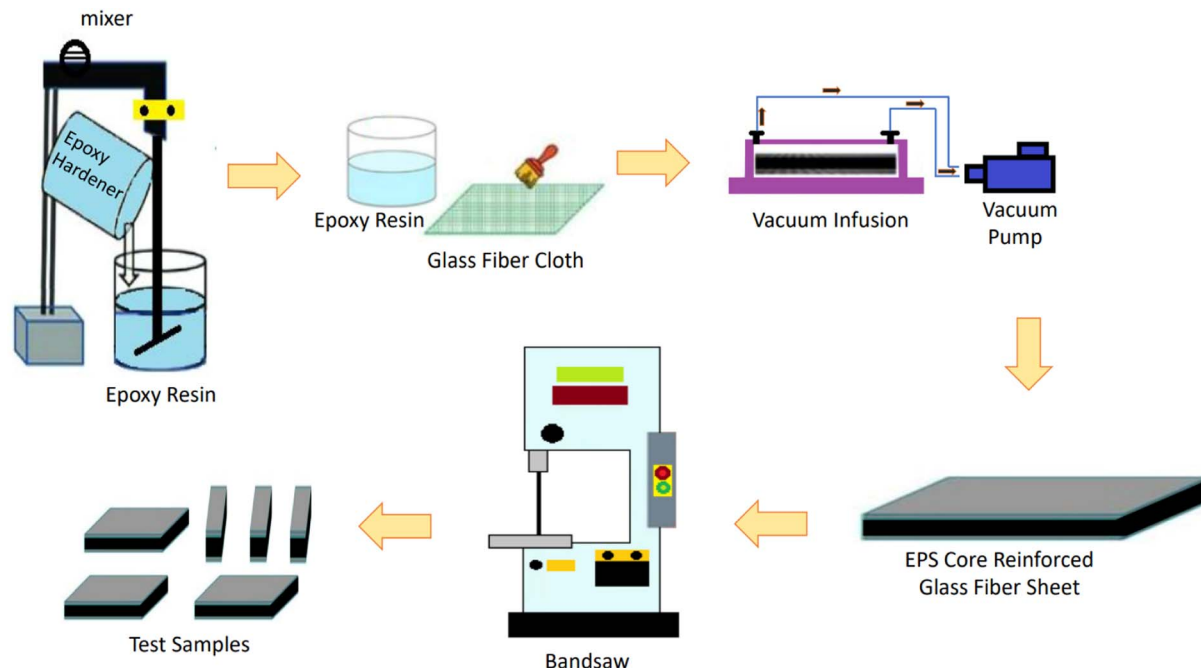 mixer
Epoxy
Hardener
Epoxy Resin
Epoxy Resin
Glass Fiber Cloth
Vacuum Infusion
Vacuum
Pump
EPS Core Reinforced
Glass Fiber Sheet
Bandsaw
Test Samples